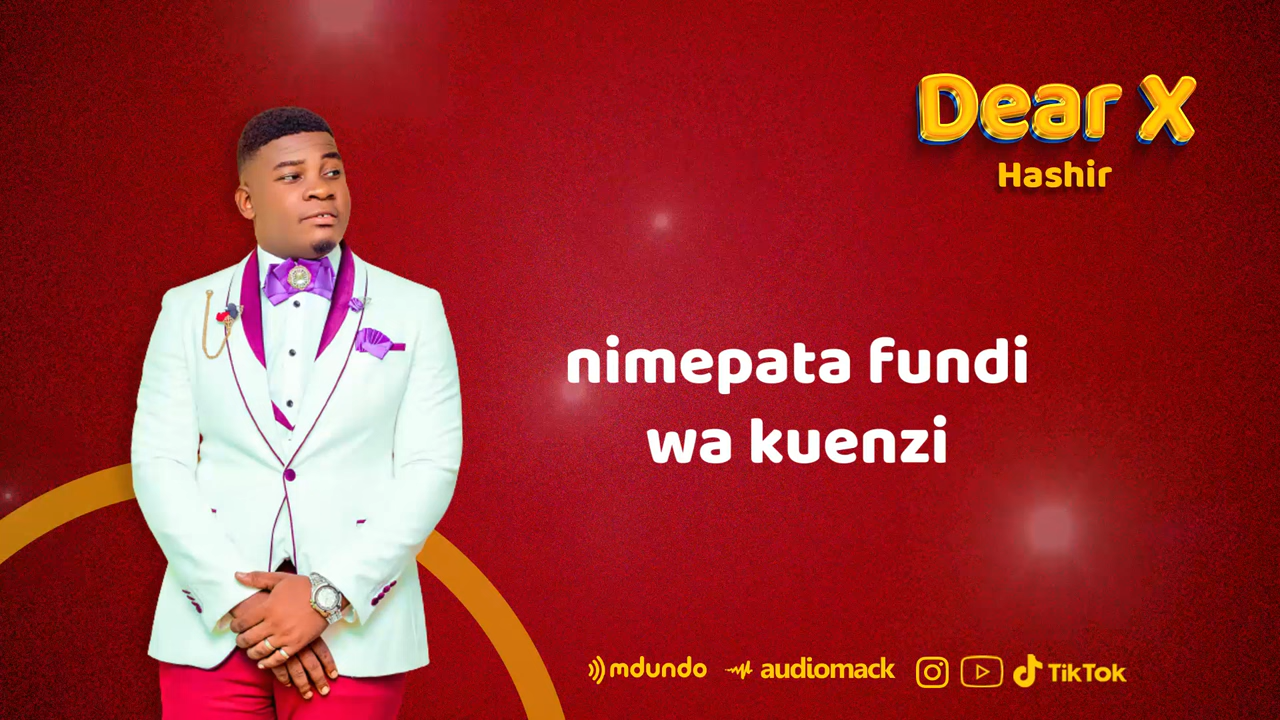 Dear X
Hashir
nimepata fundi
wa kuenzi
mdundo
audiomack
TikTok